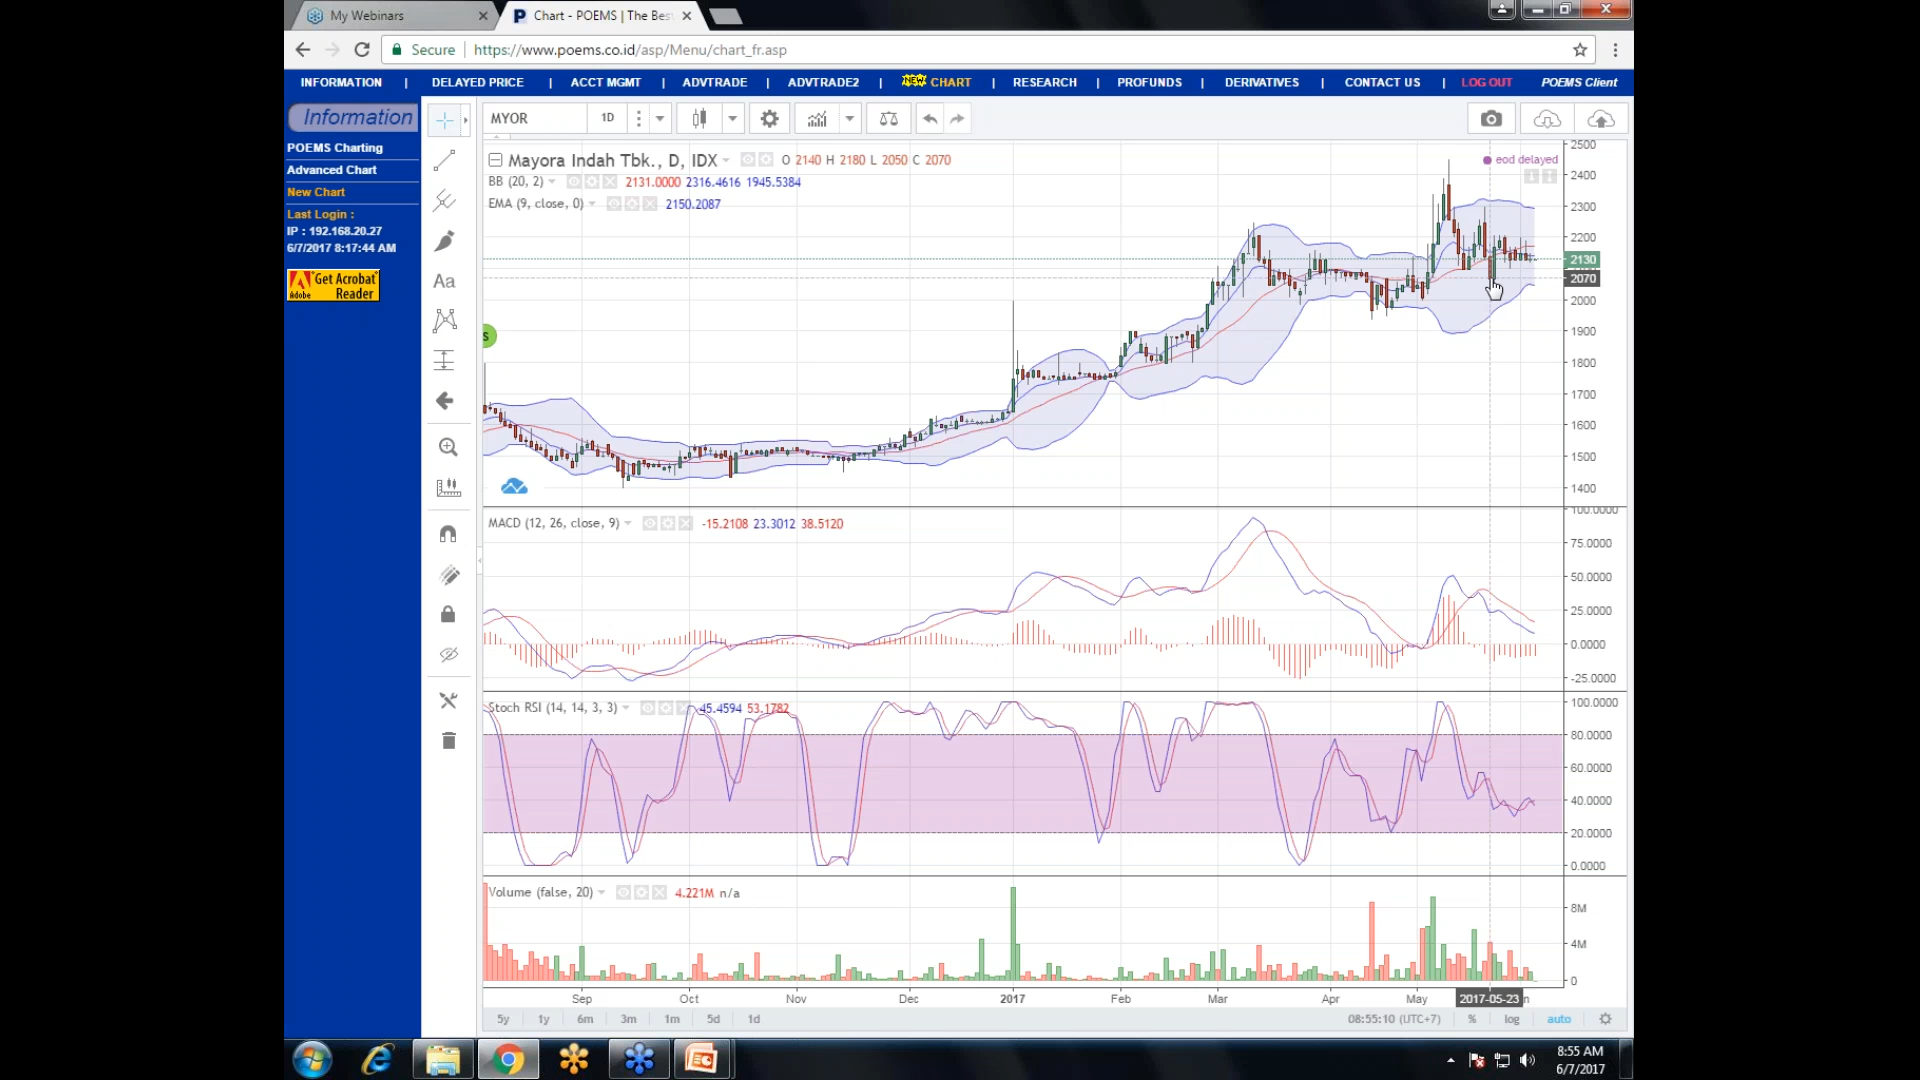 My Webinars
Chart - POEMS | The Bes
Secure https://www.poems.co.id/asp/Menu/chart_fr.asp
INFORMATION | DELAYED PRICE | ACCT MGMT | ADVTRADE | ADVTRADE2 | NEW CHART | RESEARCH | PROFUNDS | DERIVATIVES | CONTACT US | LOG OUT POEMS Client
Information
POEMS Charting
Advanced Chart
New Chart
Last Login :
IP : 192.168.20.27
6/7/2017 8:17:44 AM
Get Acrobat
Adobe Reader
Aa
MYOR 1D
Mayora Indah Tbk., D, IDX O 2140 H 2180 L 2050 C 2070
eod delayed
BB (20, 2) 2131.0000 2316.4616 1945.5384
EMA (9, close, 0) 2150.2087
S
2500
2400
2300
2200
2130
2070
2000
1900
1800
1700
1600
1500
1400
MACD (12, 26, close, 9) -15.2108 23.3012 38.5120
100.0000
75.0000
50.0000
25.0000
0.0000
-25.0000
Stoch RSI (14, 14, 3, 3) 45.4594 53.1782
100.0000
80.0000
60.0000
40.0000
20.0000
0.0000
Volume (false, 20) 4.221M n/a
8M
4M
0
Sep Oct Nov Dec 2017 Feb Mar Apr May 2017-05-23 n
5y 1y 6m 3m 1m 5d 1d 08:55:10 (UTC+7) % log auto
8:55 AM
6/7/2017